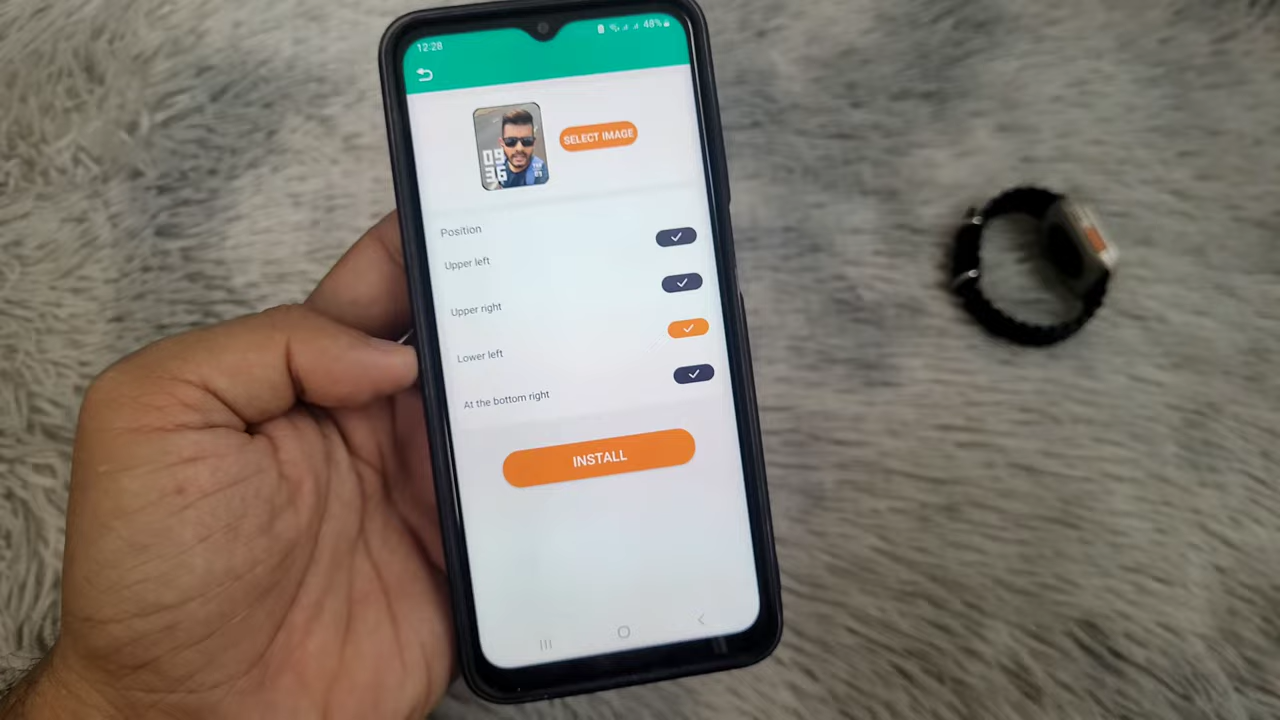 12:28
48%
SELECT IMAGE
09
36
Position
Upper left
Upper right
Lower left
At the bottom right
INSTALL